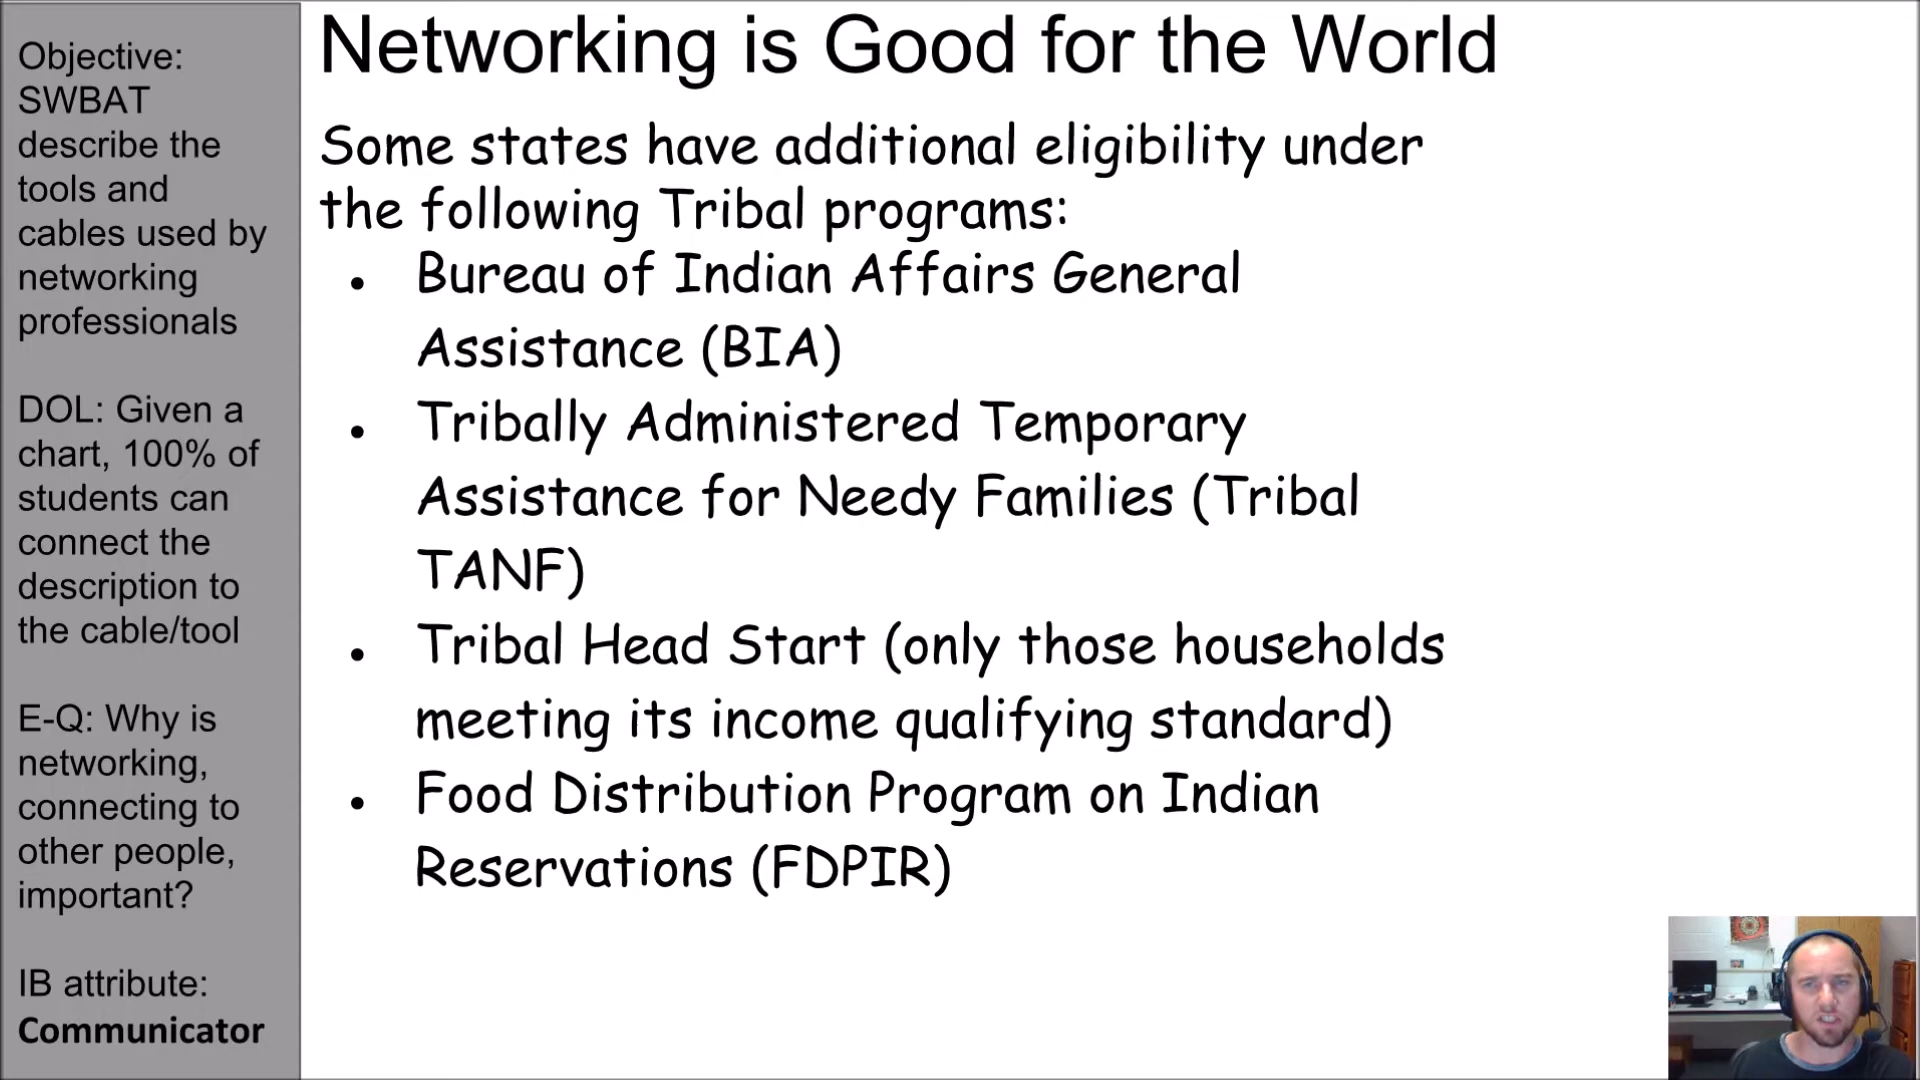 Objective:
SWBAT
describe the
tools and
cables used by
networking
professionals
DOL: Given a
chart, 100% of
students can
connect the
description to
the cable/tool
E-Q: Why is
networking,
connecting to
other people,
important?
IB attribute:
Communicator
Networking is Good for the World
Some states have additional eligibility under
the following Tribal programs:
• Bureau of Indian Affairs General
Assistance (BIA)
• Tribally Administered Temporary
Assistance for Needy Families (Tribal
TANF)
• Tribal Head Start (only those households
meeting its income qualifying standard)
• Food Distribution Program on Indian
Reservations (FDPIR)